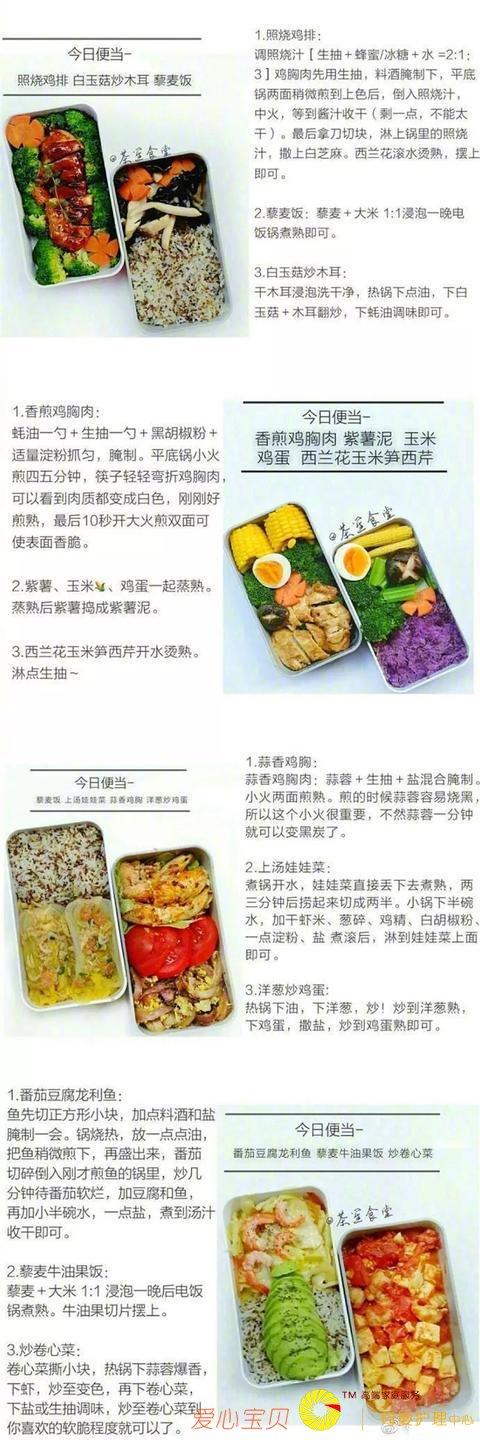 今日便当-
照烧鸡排 白玉菇炒木耳 藜麦饭
@茶蓝食堂
1.照烧鸡排:
调照烧汁[生抽+蜂蜜/冰糖+水 =2:1:
3]鸡胸肉先用生抽，料酒腌制下，平底
锅两面稍微煎到上色后，倒入照烧汁，
中火，等到酱汁收干（剩一点，不能太
干）。最后拿刀切块，淋上锅里的照烧
汁，撒上白芝麻。西兰花滚水烫熟，摆上
即可。
2.藜麦饭：藜麦+大米 1:1浸泡一晚电
饭锅煮熟即可。
3.白玉菇炒木耳：
干木耳浸泡洗干净，热锅下点油，下白
玉菇+木耳翻炒，下蚝油调味即可。
1.香煎鸡胸肉：
蚝油一勺+生抽一勺+黑胡椒粉+
适量淀粉抓匀，腌制。平底锅小火
煎四五分钟，筷子轻轻弯折鸡胸肉，
可以看到肉质都变成白色，刚刚好
煎熟，最后10秒开大火煎双面可
使表面香脆。
2.紫薯、玉米🌽、鸡蛋一起蒸熟。
蒸熟后紫薯捣成紫薯泥。
3.西兰花玉米笋西芹开水烫熟。
淋点生抽~
今日便当-
香煎鸡胸肉 紫薯泥 玉米
鸡蛋 西兰花玉米笋西芹
@茶蓝食堂
今日便当-
藜麦饭 上汤娃娃菜 蒜香鸡胸 洋葱炒鸡蛋
1.蒜香鸡胸:
蒜香鸡胸肉：蒜蓉+生抽+盐混合腌制。
小火两面煎熟。煎的时候蒜蓉容易烧黑，
所以这个小火很重要，不然蒜蓉一分钟
就可以变黑炭了。
2.上汤娃娃菜：
煮锅开水，娃娃菜直接丢下去煮熟，两
三分钟后捞起来切成两半。小锅下半碗
水，加干虾米、葱碎、鸡精、白胡椒粉、
一点淀粉、盐 煮滚后，淋到娃娃菜上面
即可。
3.洋葱炒鸡蛋：
热锅下油，下洋葱，炒！炒到洋葱熟，
下鸡蛋，撒盐，炒到鸡蛋熟即可。
1.番茄豆腐龙利鱼：
鱼先切正方形小块，加点料酒和盐
腌制一会。锅烧热，放一点点油，
把鱼稍微煎下，再盛出来，番茄
切碎倒入刚才煎鱼的锅里，炒几
分钟待番茄软烂，加豆腐和鱼，
再加小半碗水，一点盐，煮到汤汁
收干即可。
2.藜麦牛油果饭：
藜麦+大米 1:1 浸泡一晚后电饭
锅煮熟。牛油果切片摆上。
3.炒卷心菜：
卷心菜撕小块，热锅下蒜蓉爆香，
下虾，炒至变色，再下卷心菜，
下盐或生抽调味，炒至卷心菜到
你喜欢的软脆程度就可以了。
今日便当-
番茄豆腐龙利鱼 藜麦牛油果饭 炒卷心菜
@茶蓝食堂
爱心宝贝
TM 高端家庭服务
母婴护理中心